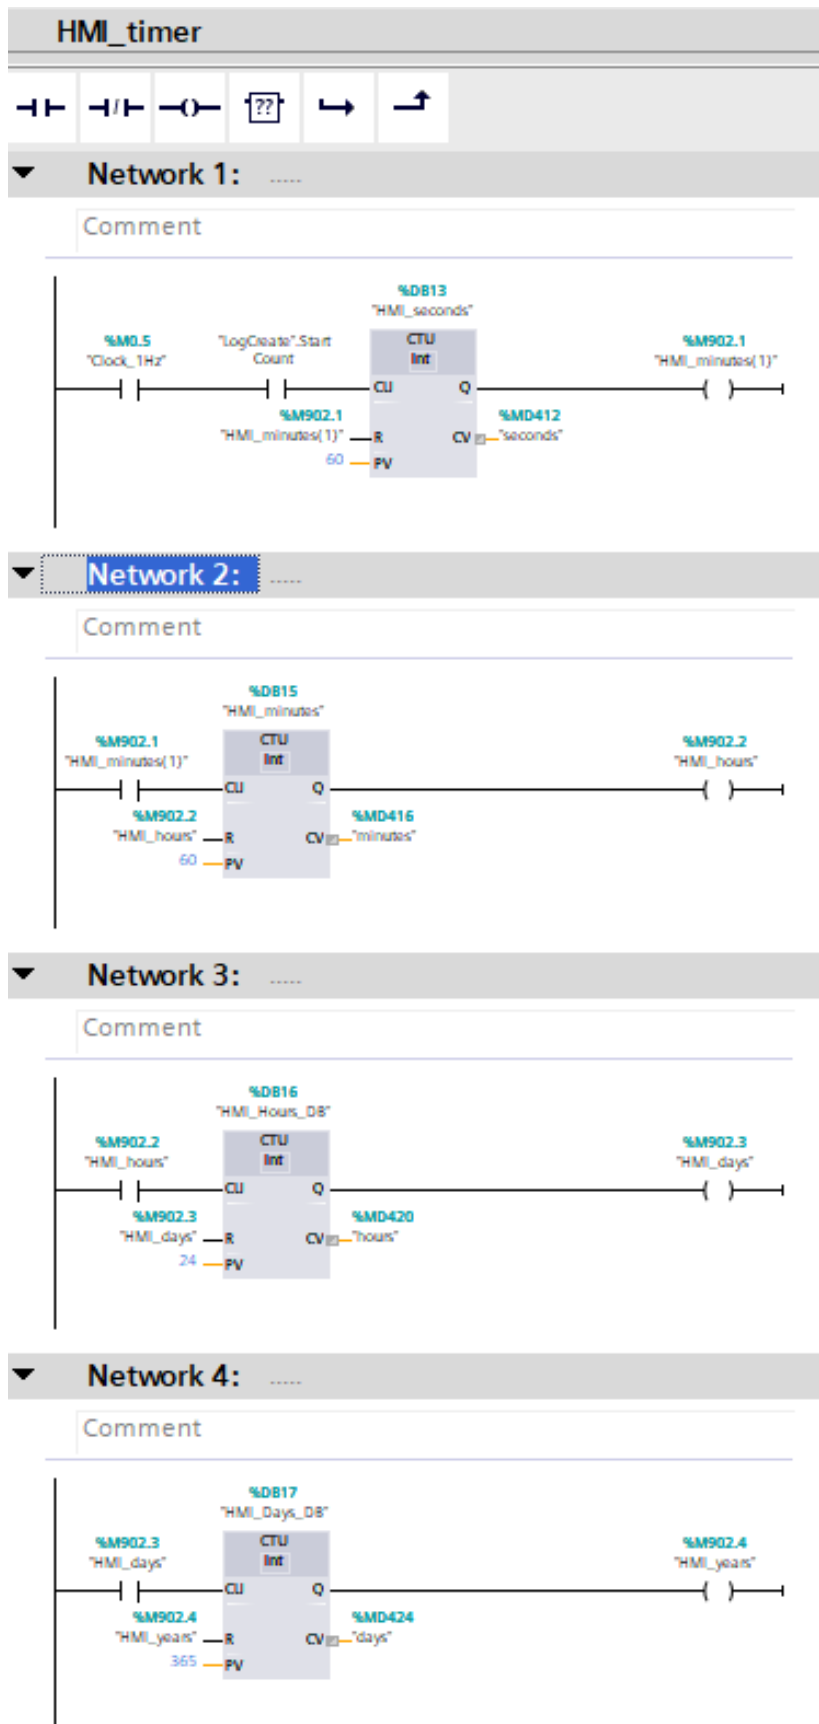 HMI_timer
??
Network 1: .....
Comment
%DB13
"HMI_seconds"
%M0.5 "LogCreate".Start CTU %M902.1
"Clock_1Hz" Count Int "HMI_minutes(1)"
CU Q
%M902.1 %MD412
"HMI_minutes(1)" R CV "seconds"
60 PV
Network 2: .....
Comment
%DB15
"HMI_minutes"
%M902.1 CTU %M902.2
"HMI_minutes(1)" Int "HMI_hours"
CU Q
%M902.2 %MD416
"HMI_hours" R CV "minutes"
60 PV
Network 3: .....
Comment
%DB16
"HMI_Hours_DB"
%M902.2 CTU %M902.3
"HMI_hours" Int "HMI_days"
CU Q
%M902.3 %MD420
"HMI_days" R CV "hours"
24 PV
Network 4: .....
Comment
%DB17
"HMI_Days_DB"
%M902.3 CTU %M902.4
"HMI_days" Int "HMI_years"
CU Q
%M902.4 %MD424
"HMI_years" R CV "days"
365 PV